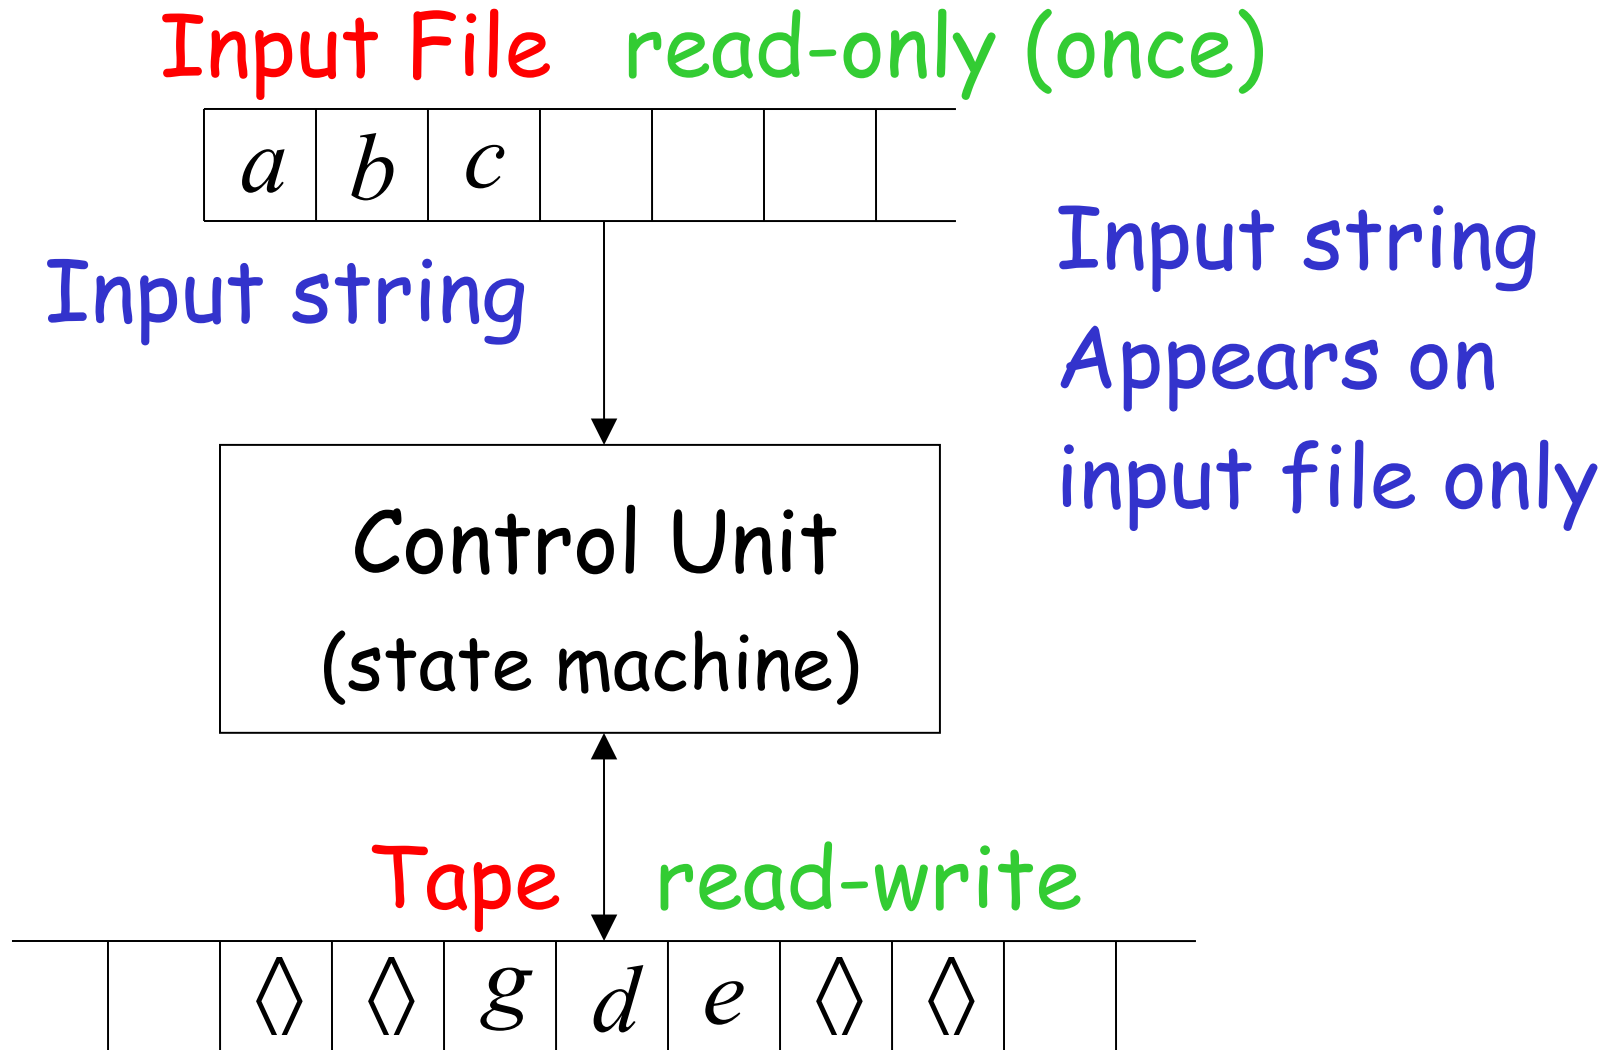 Input File read-only (once)
a b c
Input string
Input string
Appears on
input file only
Control Unit
(state machine)
Tape read-write
◊ ◊ g d e ◊ ◊